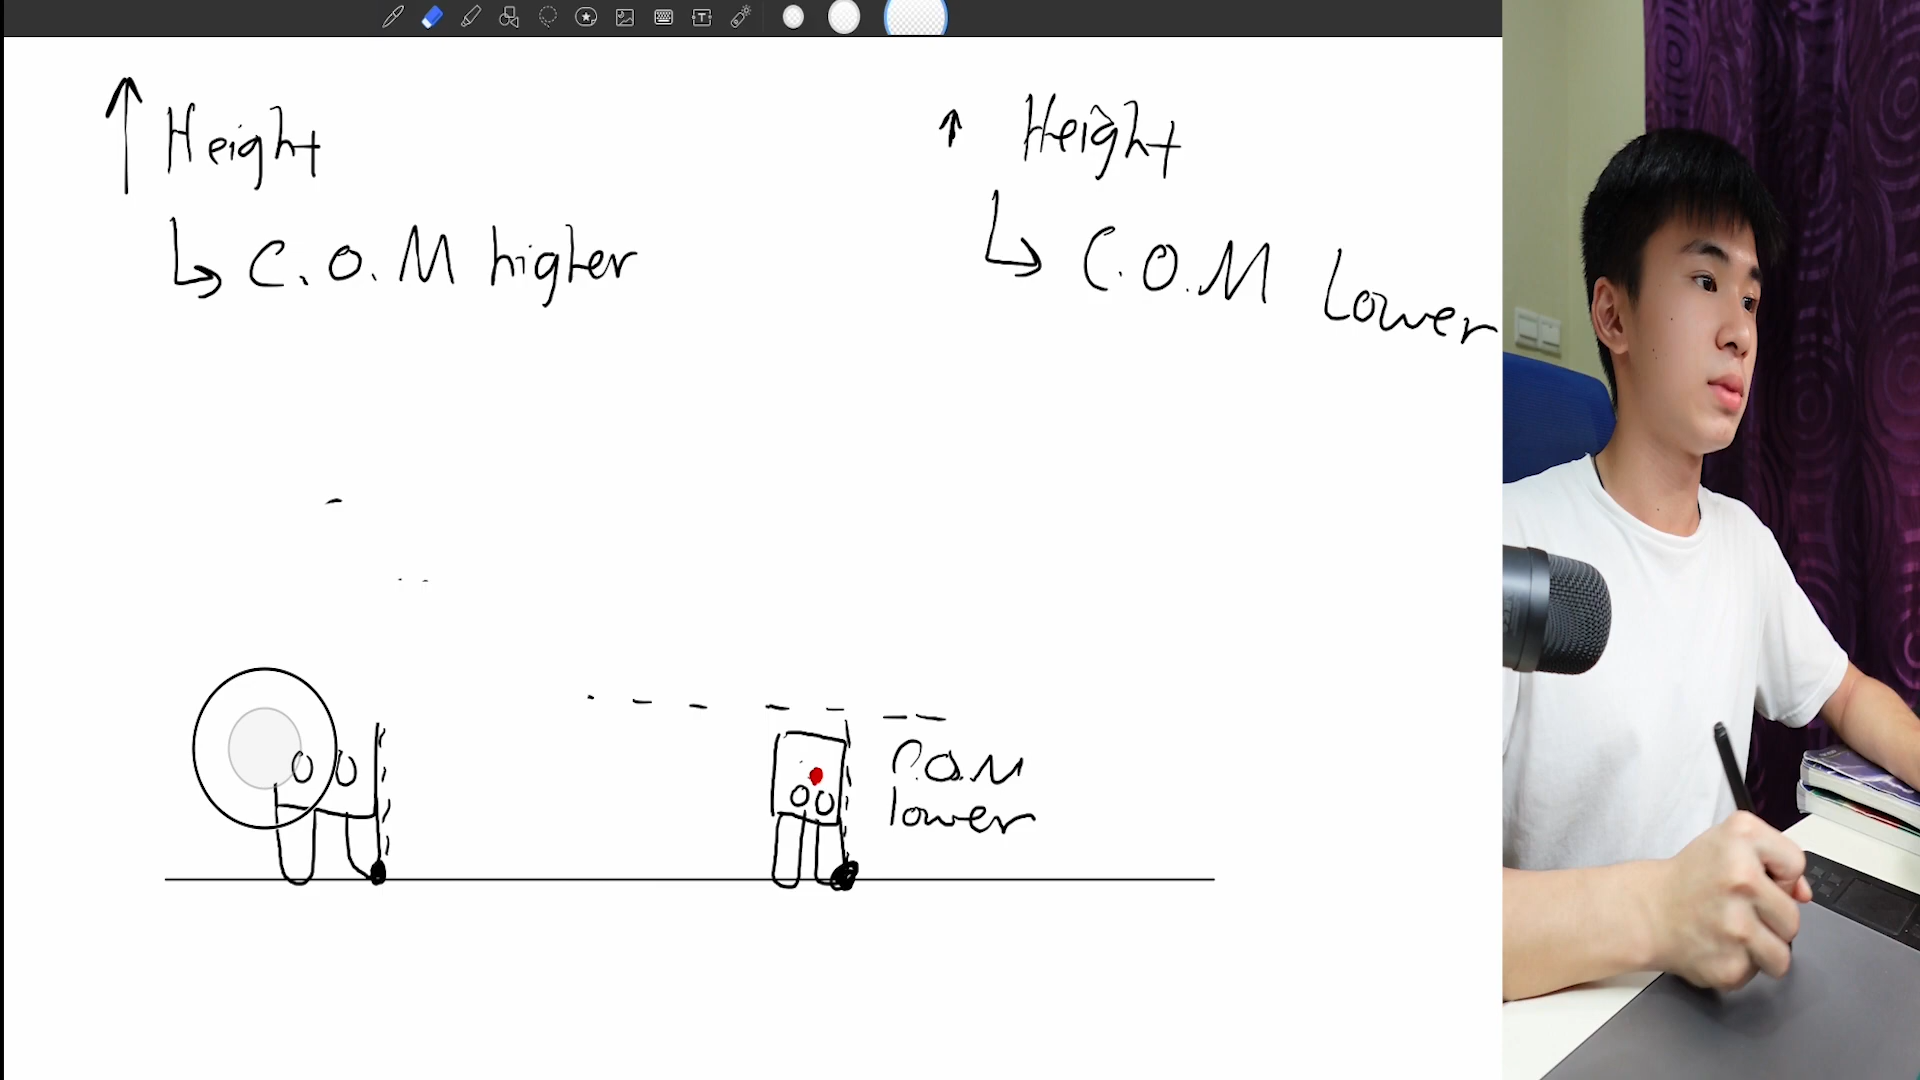 ↑ Height
↳ C.O.M higher
↑ Height
↳ C.O.M Lower
C.O.M
lower